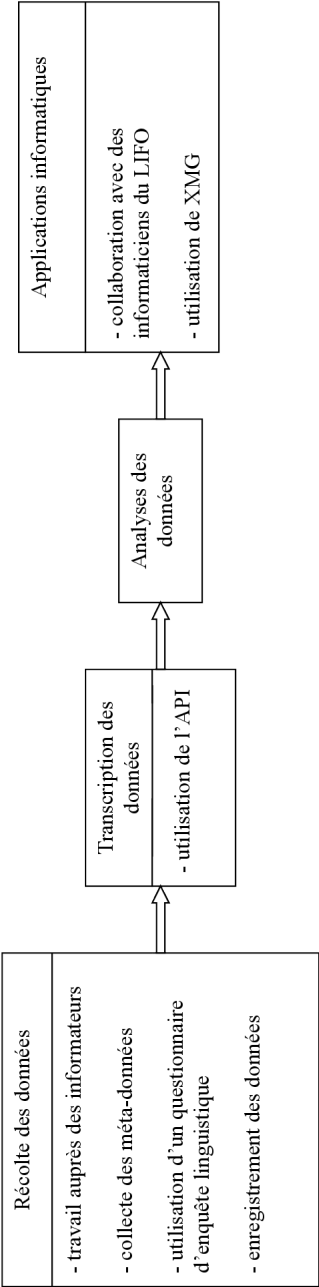 Récolte des données
- travail auprès des informateurs
- collecte des méta-données
- utilisation d'un questionnaire
d'enquête linguistique
- enregistrement des données
Transcription des
données
- utilisation de l'API
Analyses des
données
Applications informatiques
- collaboration avec des
informaticiens du LIFO
- utilisation de XMG